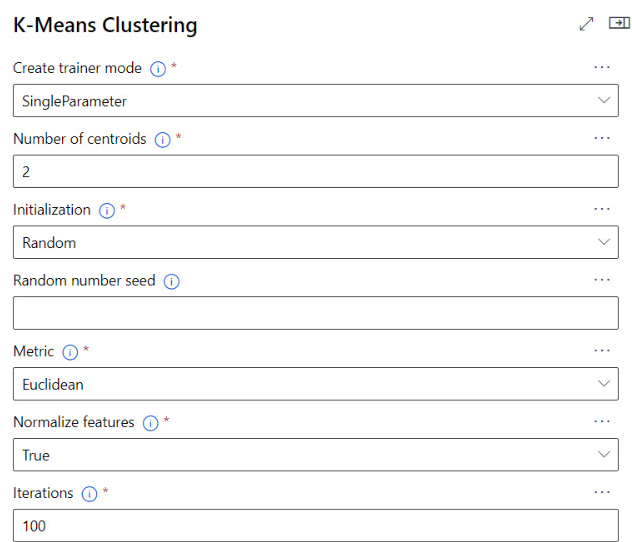 K-Means Clustering
Create trainer mode *
SingleParameter
Number of centroids *
2
Initialization *
Random
Random number seed
Metric *
Euclidean
Normalize features *
True
Iterations *
100